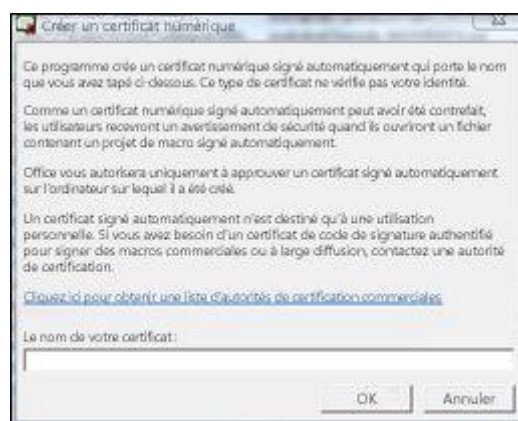 Créer un certificat numérique
Ce programme crée un certificat numérique signé automatiquement qui porte le nom
que vous avez tapé ci-dessous. Ce type de certificat ne vérifie pas votre identité.
Comme un certificat numérique signé automatiquement peut avoir été contrefait,
les utilisateurs recevront un avertissement de sécurité quand ils ouvriront un fichier
contenant un projet de macro signé automatiquement.
Office vous autorisera uniquement à approuver un certificat signé automatiquement
sur l'ordinateur sur lequel il a été créé.
Un certificat signé automatiquement n'est destiné qu'à une utilisation
personnelle. Si vous avez besoin d'un certificat de code de signature authentifié
pour signer des macros commerciales ou à large diffusion, contactez une autorité
de certification.
Cliquez ici pour obtenir une liste d'autorités de certification commerciales
Le nom de votre certificat :
OK Annuler